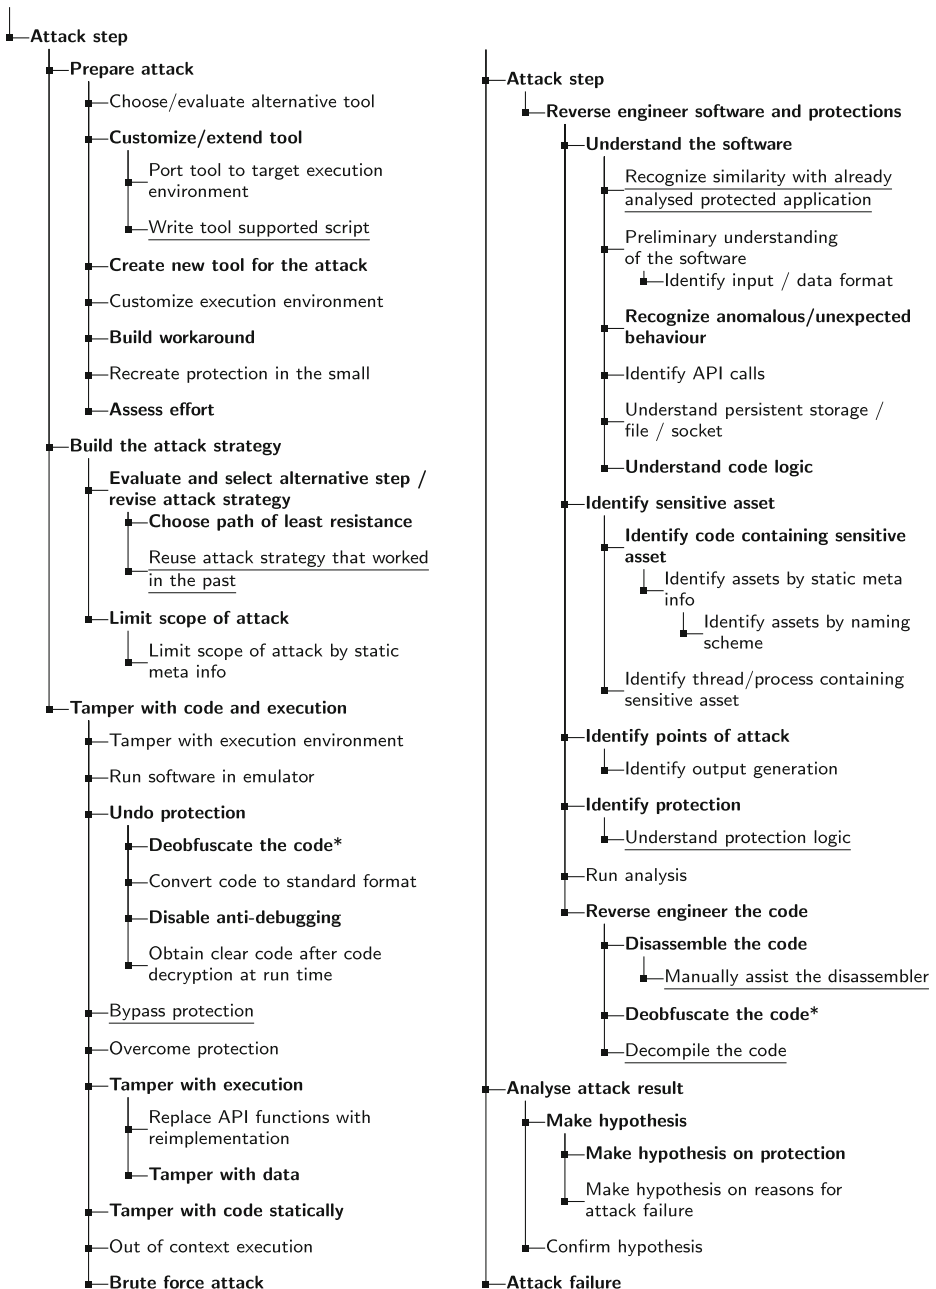 Attack step
Prepare attack
Choose/evaluate alternative tool
Customize/extend tool
Port tool to target execution
environment
Write tool supported script
Create new tool for the attack
Customize execution environment
Build workaround
Recreate protection in the small
Assess effort
Build the attack strategy
Evaluate and select alternative step /
revise attack strategy
Choose path of least resistance
Reuse attack strategy that worked
in the past
Limit scope of attack
Limit scope of attack by static
meta info
Tamper with code and execution
Tamper with execution environment
Run software in emulator
Undo protection
Deobfuscate the code*
Convert code to standard format
Disable anti-debugging
Obtain clear code after code
decryption at run time
Bypass protection
Overcome protection
Tamper with execution
Replace API functions with
reimplementation
Tamper with data
Tamper with code statically
Out of context execution
Brute force attack
Attack step
Reverse engineer software and protections
Understand the software
Recognize similarity with already
analysed protected application
Preliminary understanding
of the software
Identify input / data format
Recognize anomalous/unexpected
behaviour
Identify API calls
Understand persistent storage /
file / socket
Understand code logic
Identify sensitive asset
Identify code containing sensitive
asset
Identify assets by static meta
info
Identify assets by naming
scheme
Identify thread/process containing
sensitive asset
Identify points of attack
Identify output generation
Identify protection
Understand protection logic
Run analysis
Reverse engineer the code
Disassemble the code
Manually assist the disassembler
Deobfuscate the code*
Decompile the code
Analyse attack result
Make hypothesis
Make hypothesis on protection
Make hypothesis on reasons for
attack failure
Confirm hypothesis
Attack failure